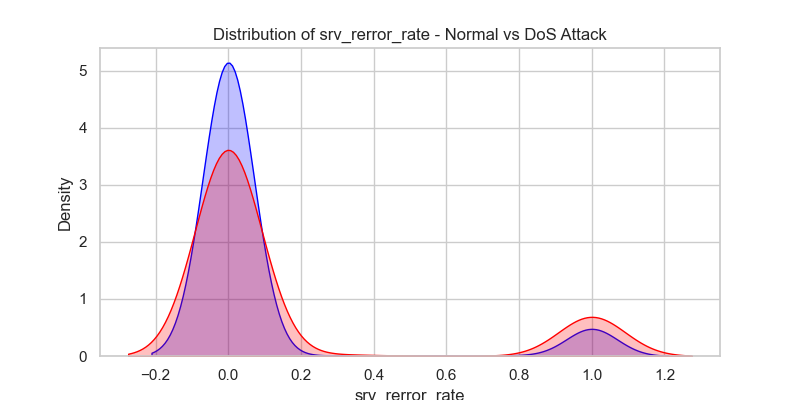 Distribution of srv_rerror_rate - Normal vs DoS Attack
Density
5
4
3
2
1
0
−0.2 0.0 0.2 0.4 0.6 0.8 1.0 1.2
srv_rerror_rate